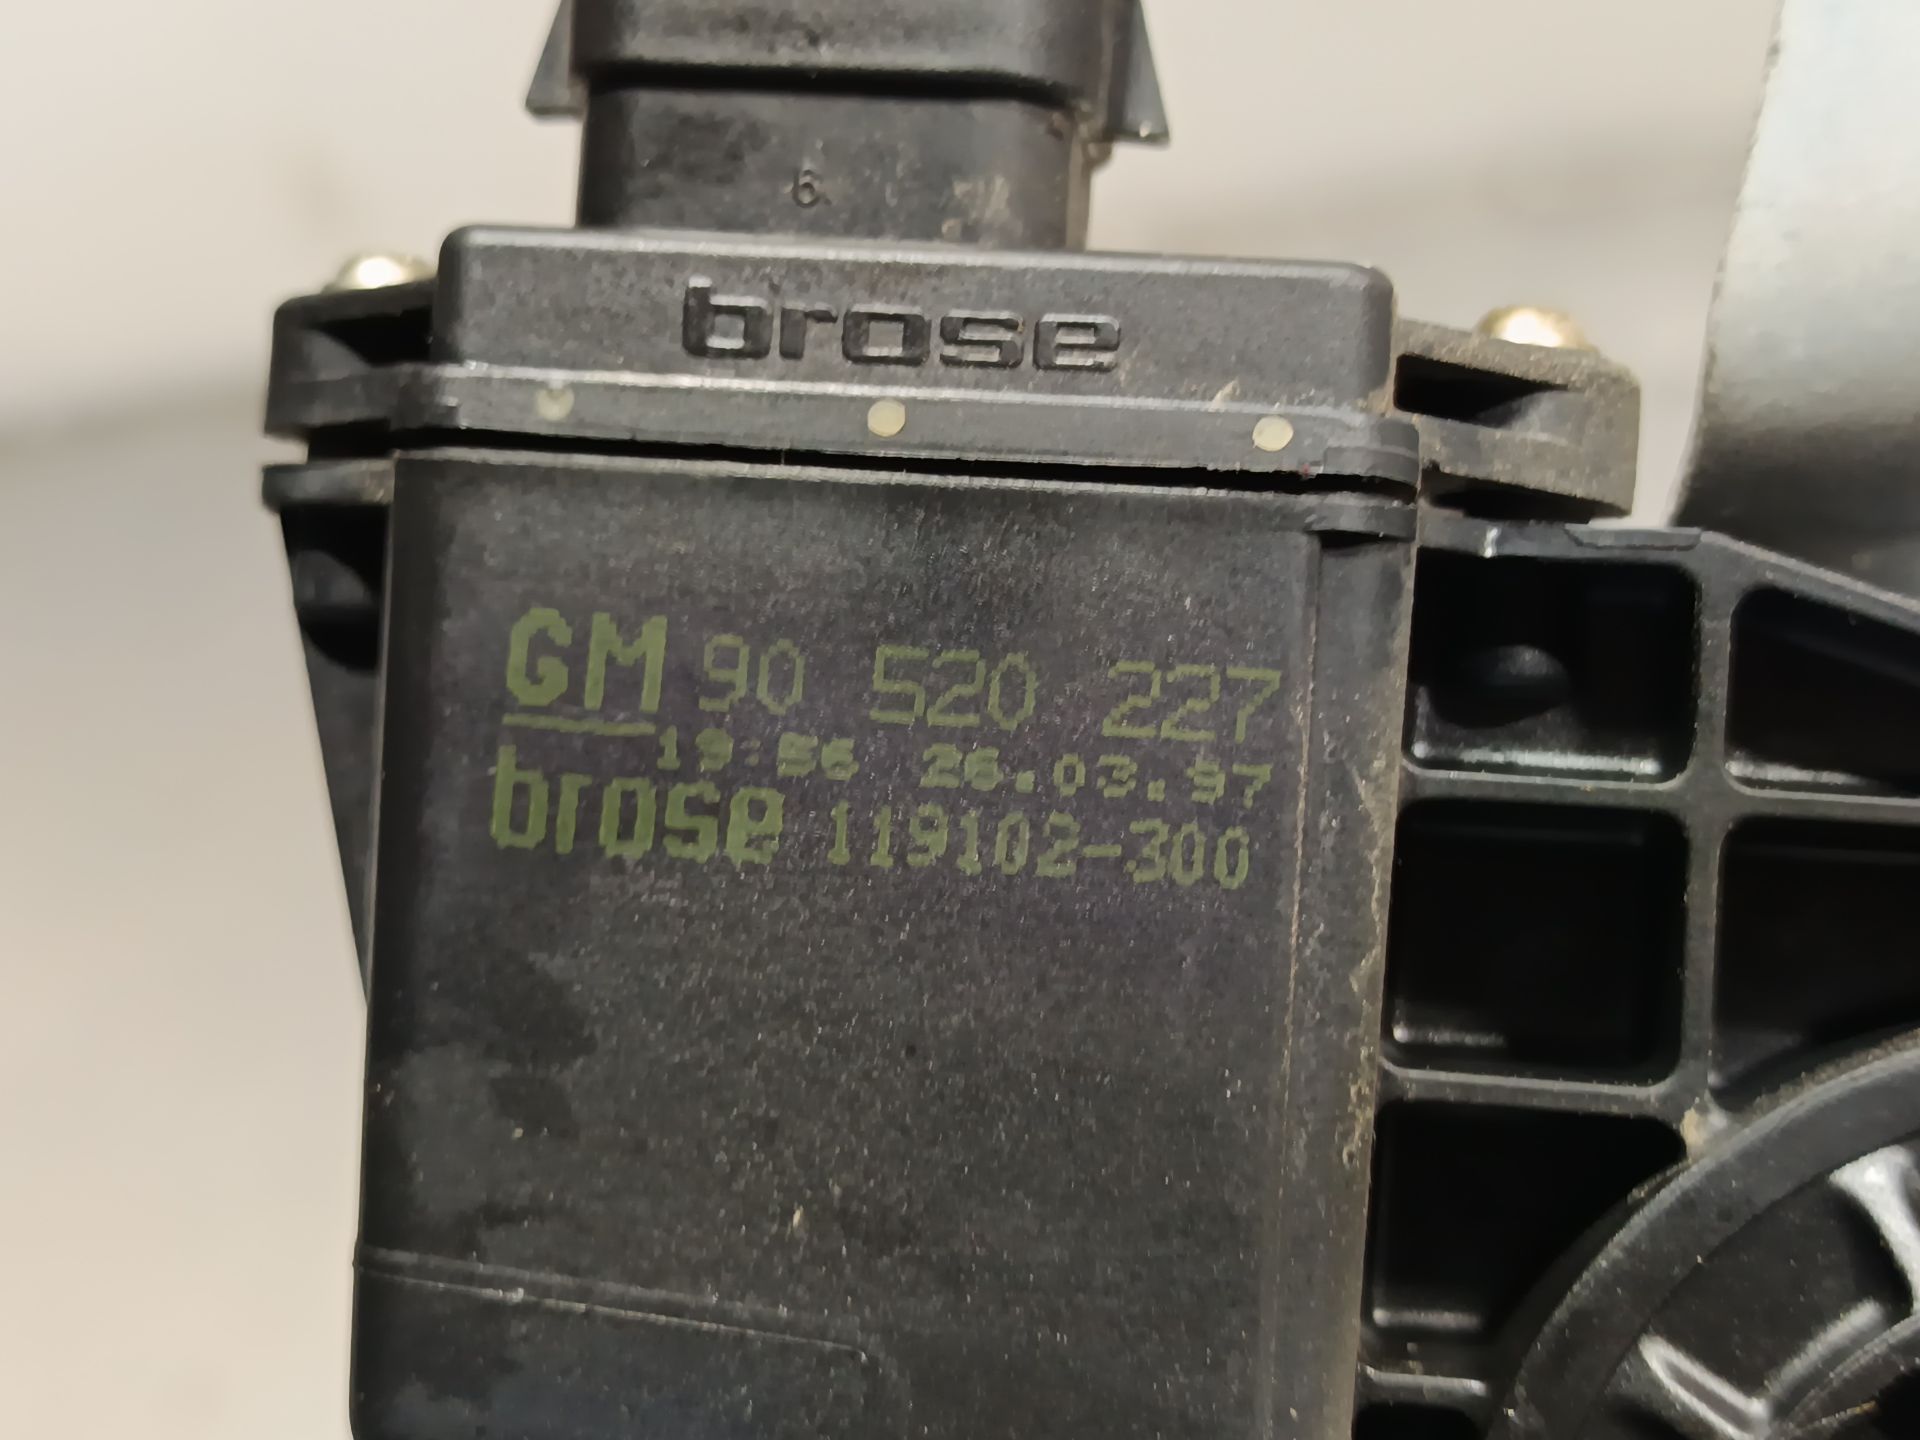 6
brose
GM 90 520 227
19:56 26.03.97
brose 119102-300